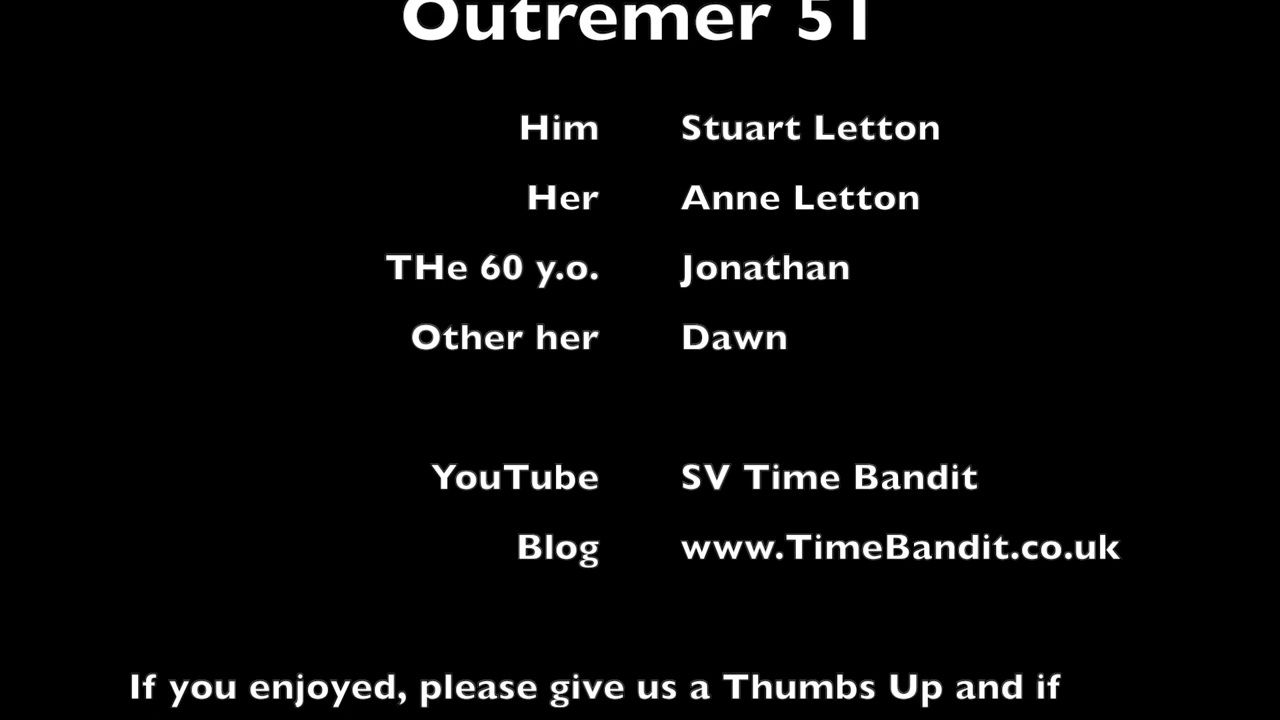 Outremer 51
Him Stuart Letton
Her Anne Letton
THe 60 y.o. Jonathan
Other her Dawn
YouTube SV Time Bandit
Blog www.TimeBandit.co.uk
If you enjoyed, please give us a Thumbs Up and if